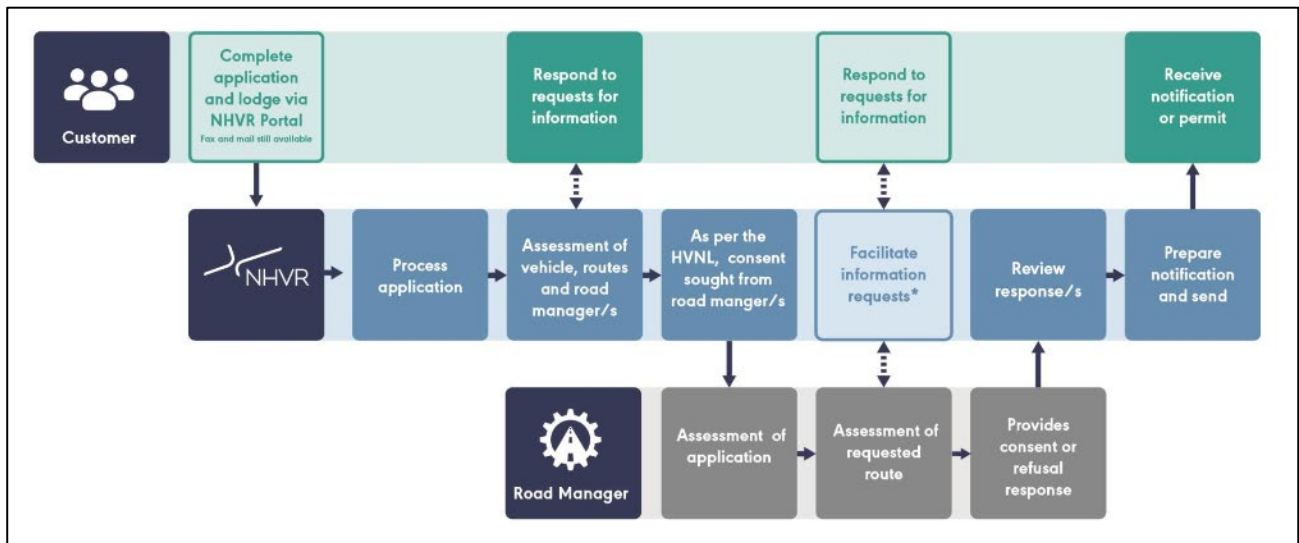 Customer
Complete
application
and lodge via
NHVR Portal
Fax and mail still available
Respond to
requests for
information
Respond to
requests for
information
Receive
notification
or permit
NHVR
Process
application
Assessment of
vehicle, routes
and road
manager/s
As per the
HVNL, consent
sought from
road manger/s
Facilitate
information
requests*
Review
response/s
Prepare
notification
and send
Road Manager
Assessment of
application
Assessment of
requested
route
Provides
consent or
refusal
response